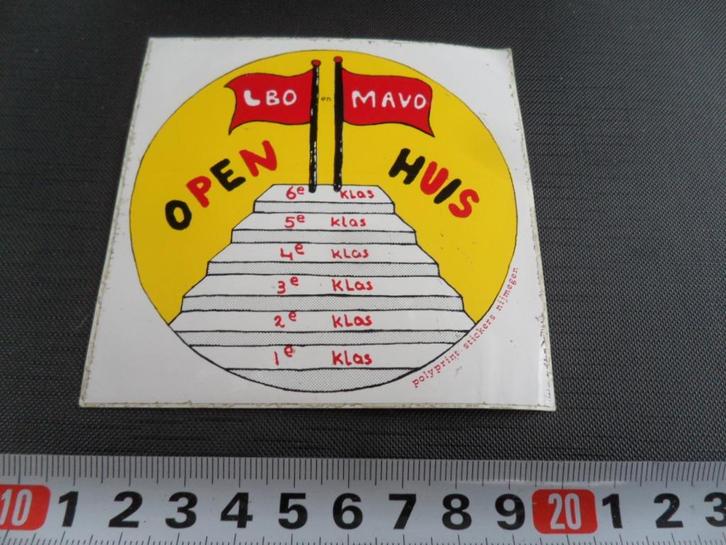 LBO en MAVO
OPEN HUIS
6e klas
5e klas
4e klas
3e klas
2e klas
1e klas
polyprint stickers nijmegen
10 1 2 3 4 5 6 7 8 9 20 1 2 3